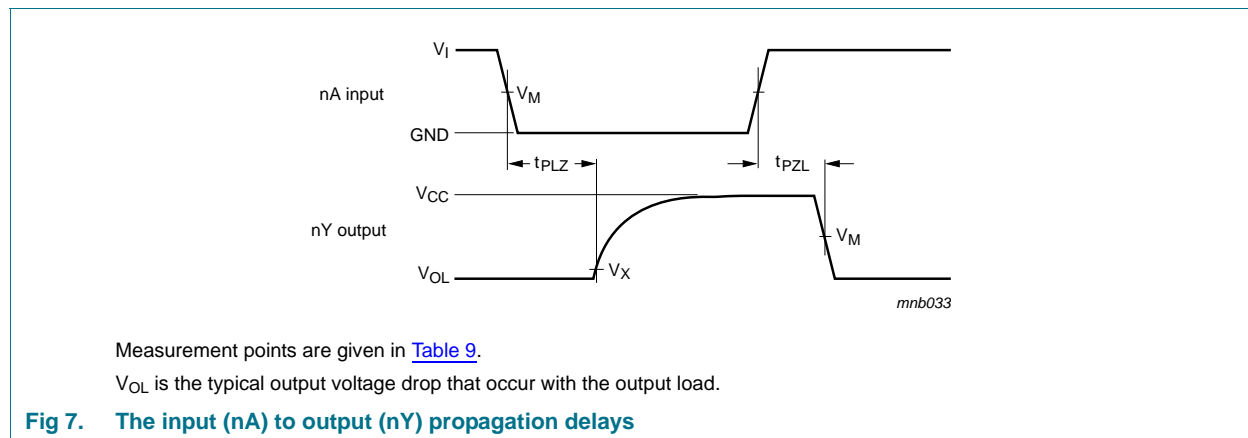 VI
nA input
VM
GND
tPLZ
tPZL
VCC
nY output
VM
VOL
VX
mnb033
Measurement points are given in Table 9.
VOL is the typical output voltage drop that occur with the output load.
Fig 7. The input (nA) to output (nY) propagation delays